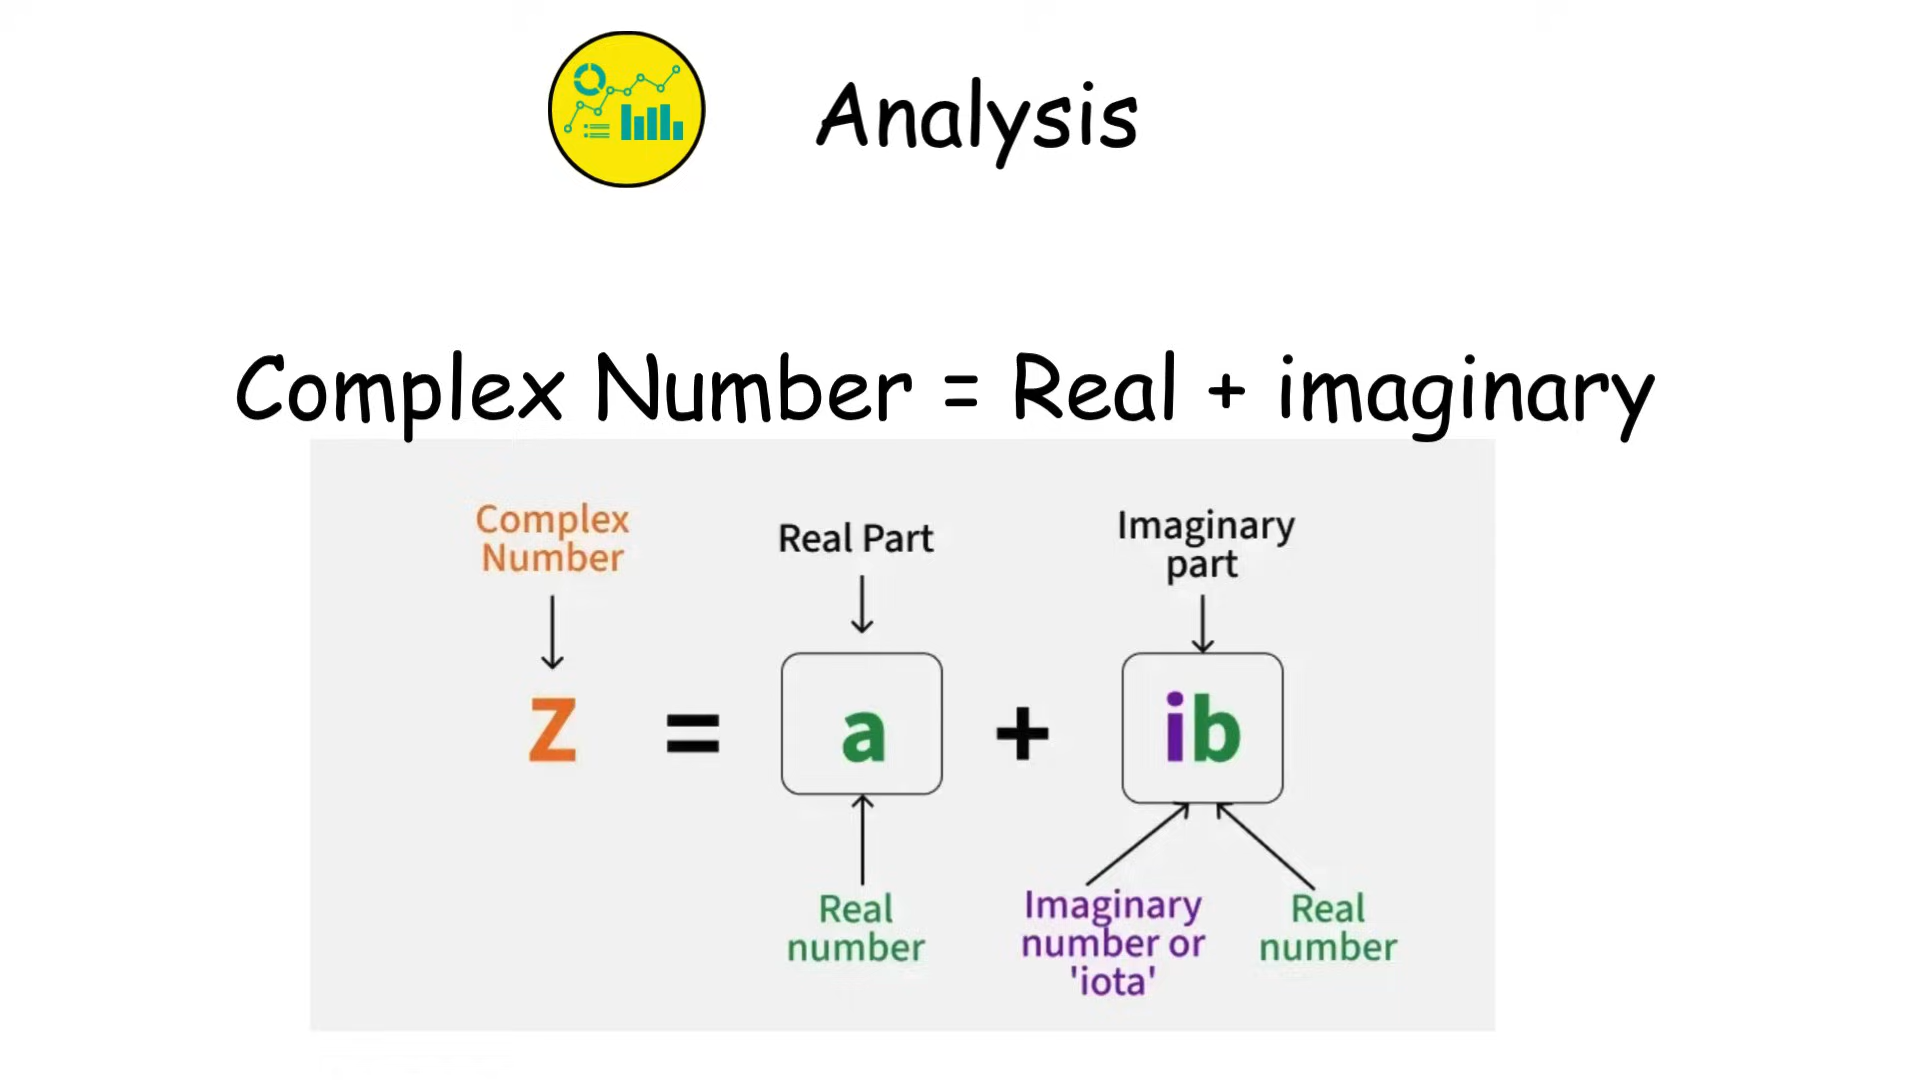 Analysis
Complex Number = Real + imaginary
Complex
Number
Real Part
Imaginary
part
z = a + ib
Real
number
Imaginary
number or
'iota'
Real
number